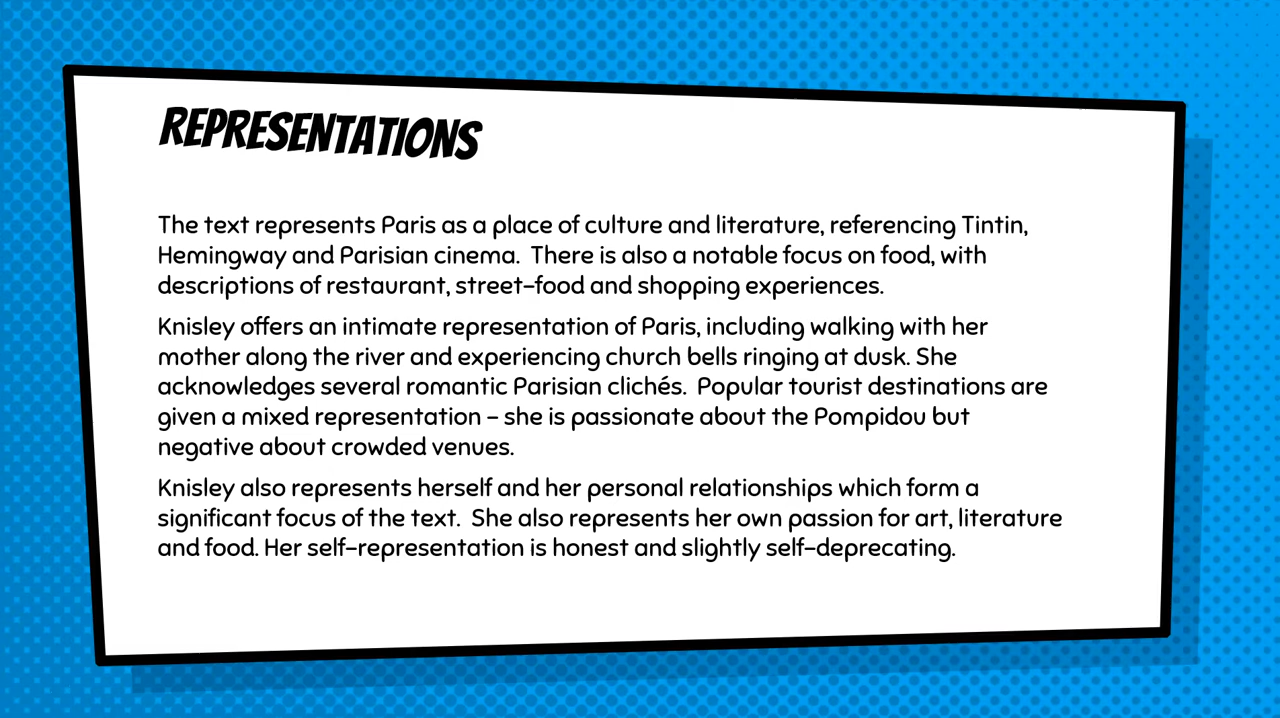 REPRESENTATIONS
The text represents Paris as a place of culture and literature, referencing Tintin,
Hemingway and Parisian cinema.  There is also a notable focus on food, with
descriptions of restaurant, street-food and shopping experiences.
Knisley offers an intimate representation of Paris, including walking with her
mother along the river and experiencing church bells ringing at dusk. She
acknowledges several romantic Parisian clichés.  Popular tourist destinations are
given a mixed representation – she is passionate about the Pompidou but
negative about crowded venues.
Knisley also represents herself and her personal relationships which form a
significant focus of the text.  She also represents her own passion for art, literature
and food. Her self-representation is honest and slightly self-deprecating.